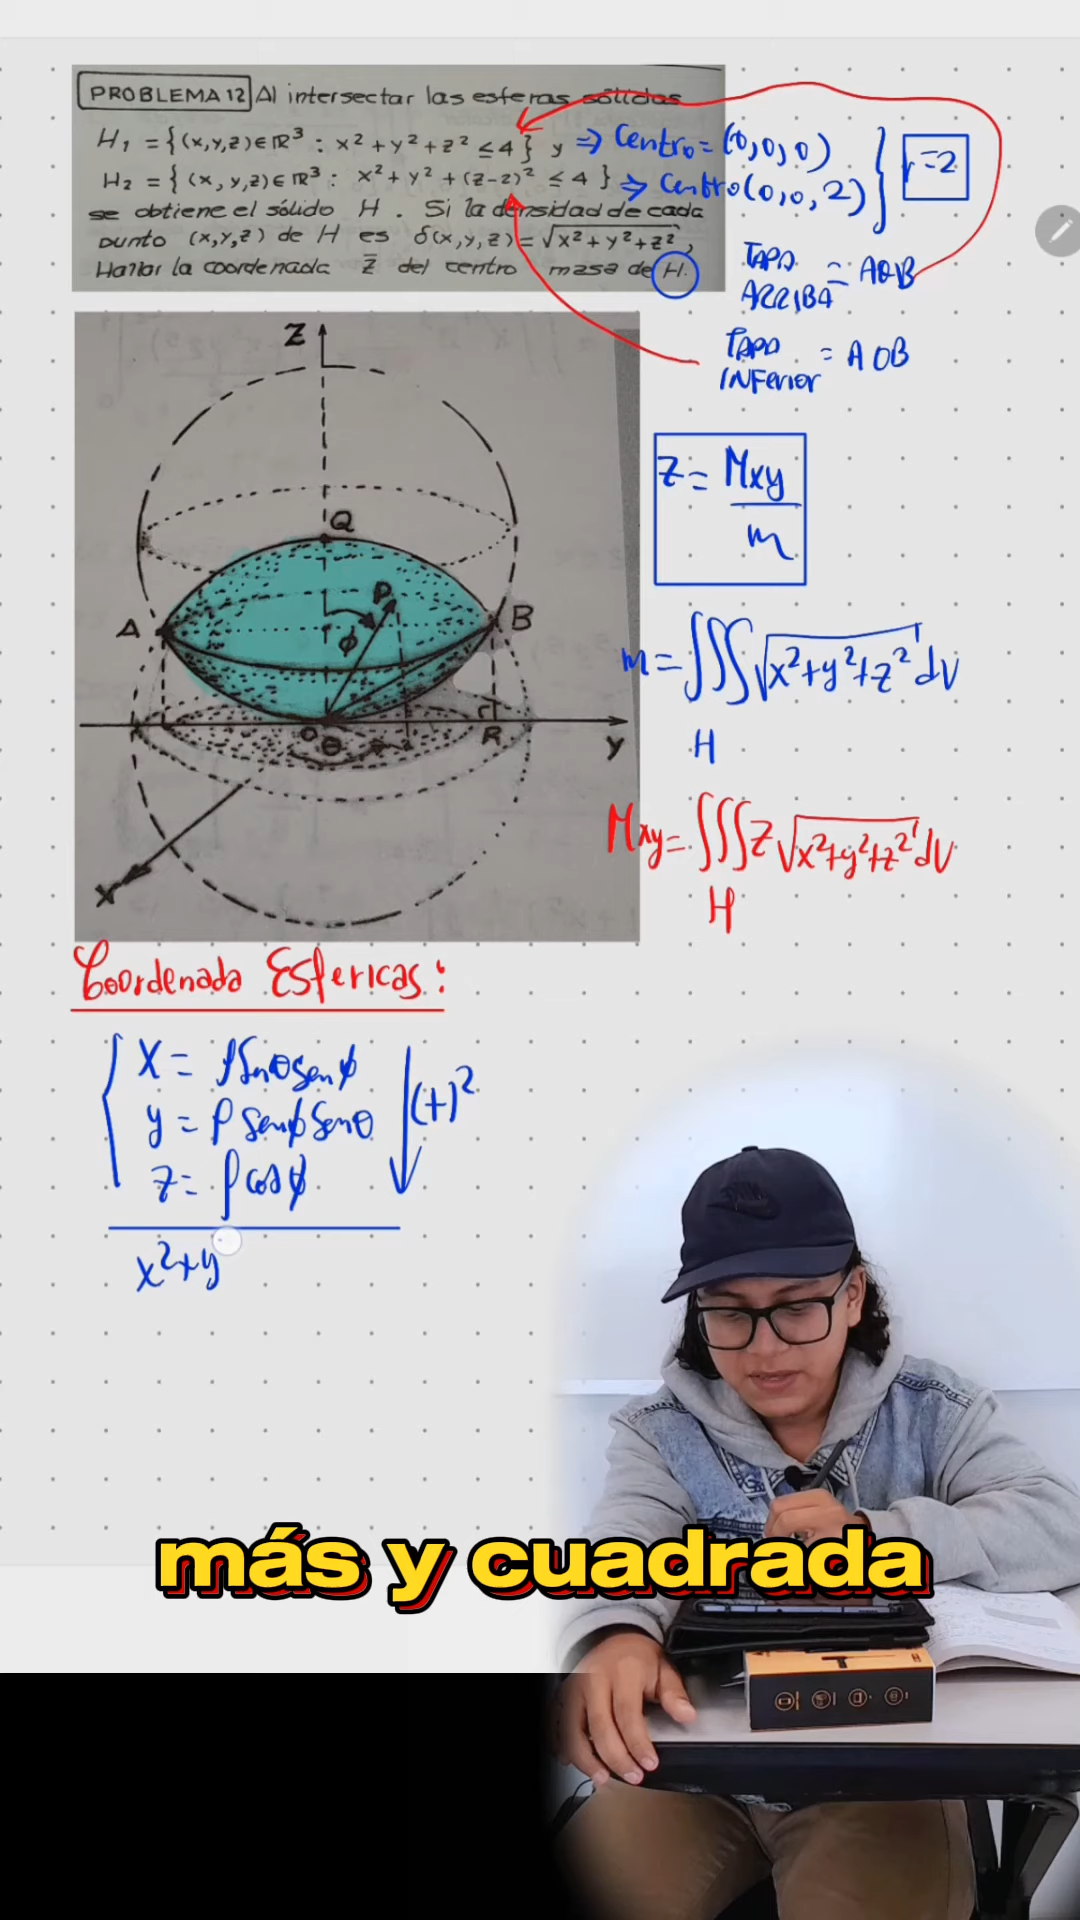 PROBLEMA 12 Al intersectar las esferas sólidas
H₁ = {(x,y,z) ∈ ℝ³ : x² + y² + z² ≤ 4} y ⇒ Centro = (0,0,0)
H₂ = {(x,y,z) ∈ ℝ³ : x² + y² + (z-2)² ≤ 4} ⇒ Centro (0,0,2)
r = 2
se obtiene el sólido H. Si la densidad de cada
punto (x,y,z) de H es δ(x,y,z) = √x² + y² + z²,
Hallar la coordenada z̄ del centro masa de H.
TAPA
ARRIBA = AQB
TAPA
INFerior = AOB
Z
Q
A
P
B
ϕ
O
θ
R
r
y
X
z = Mxy
m
m = ∭ √x²+y²+z² dV
H
Mxy = ∭ z √x²+y²+z² dV
H
Coordenada Esfericas:
X = ρ Senθ sen ϕ
y = ρ sen ϕ Sen θ
z = ρ cos ϕ
(+)²
x²+y
más y cuadrada